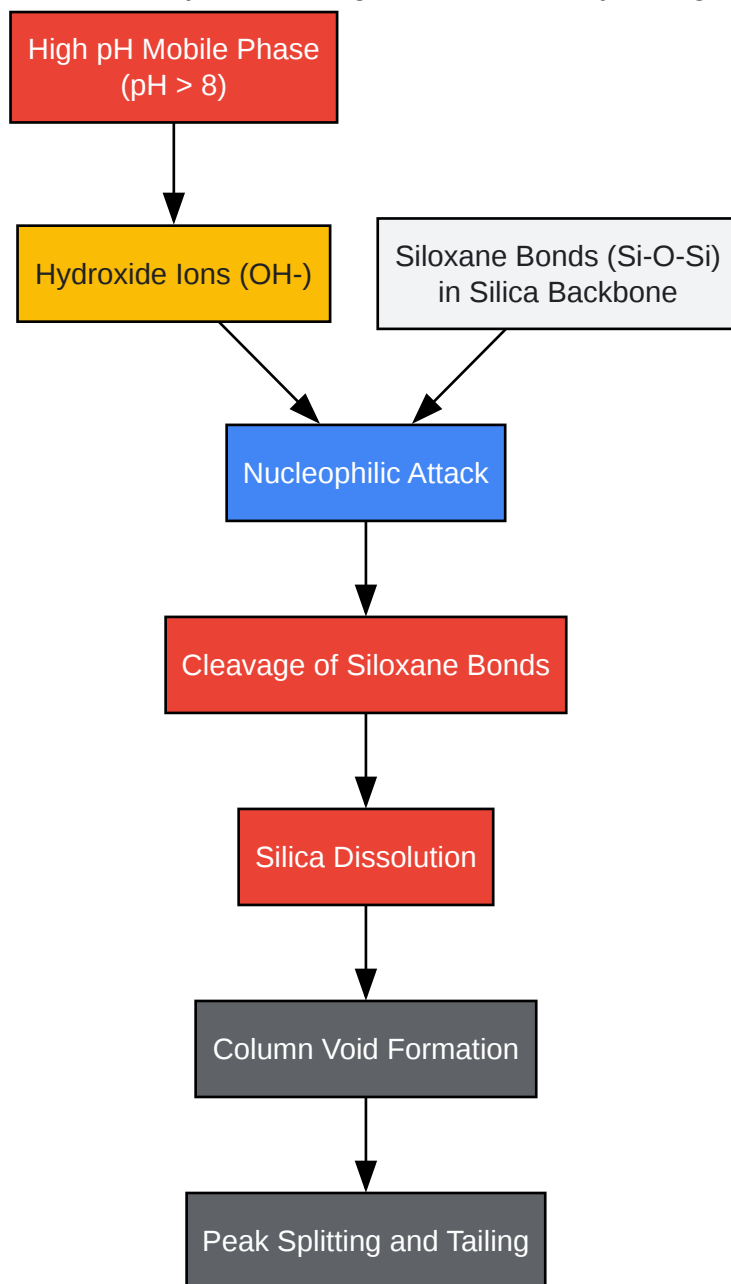 High pH Mobile Phase
(pH > 8)
Hydroxide Ions (OH-)
Siloxane Bonds (Si-O-Si)
in Silica Backbone
Nucleophilic Attack
Cleavage of Siloxane Bonds
Silica Dissolution
Column Void Formation
Peak Splitting and Tailing